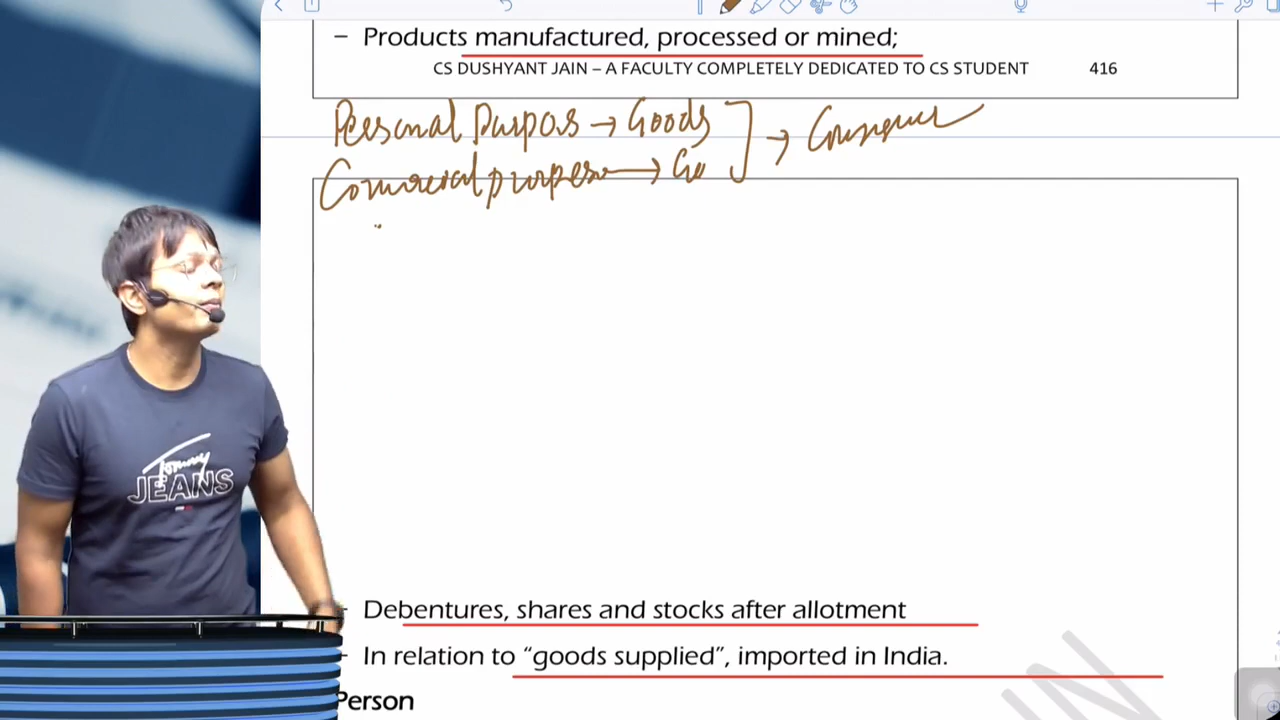 – Products manufactured, processed or mined;
CS DUSHYANT JAIN – A FACULTY COMPLETELY DEDICATED TO CS STUDENT 416
Personal purpos → Goods
Commercial purpose → Go → Consumer
Tommy
JEANS
- Debentures, shares and stocks after allotment
- In relation to “goods supplied”, imported in India.
Person
IN